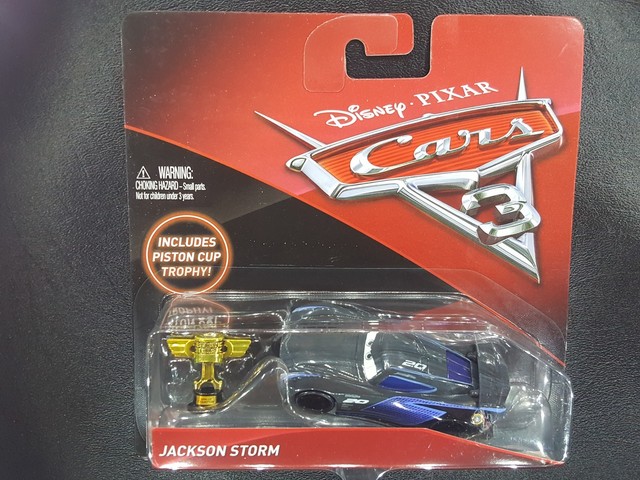 Disney · PIXAR
Cars
3
WARNING:
CHOKING HAZARD – Small parts.
Not for children under 3 years.
INCLUDES
PISTON CUP
TROPHY!
20
20
JACKSON STORM